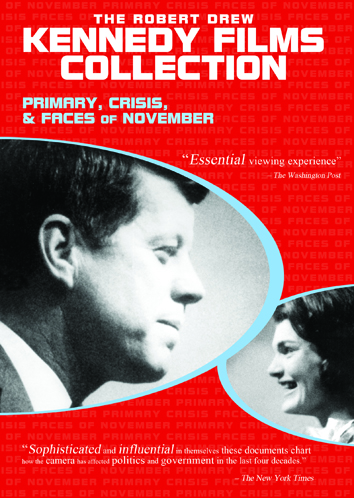 THE ROBERT DREW
KENNEDY FILMS
COLLECTION
PRIMARY, CRISIS,
& FACES OF NOVEMBER
“Essential viewing experience”
– The Washington Post
“Sophisticated and influential in themselves these documents chart
how the camera has affected politics and government in the last four decades.”
– The New York Times